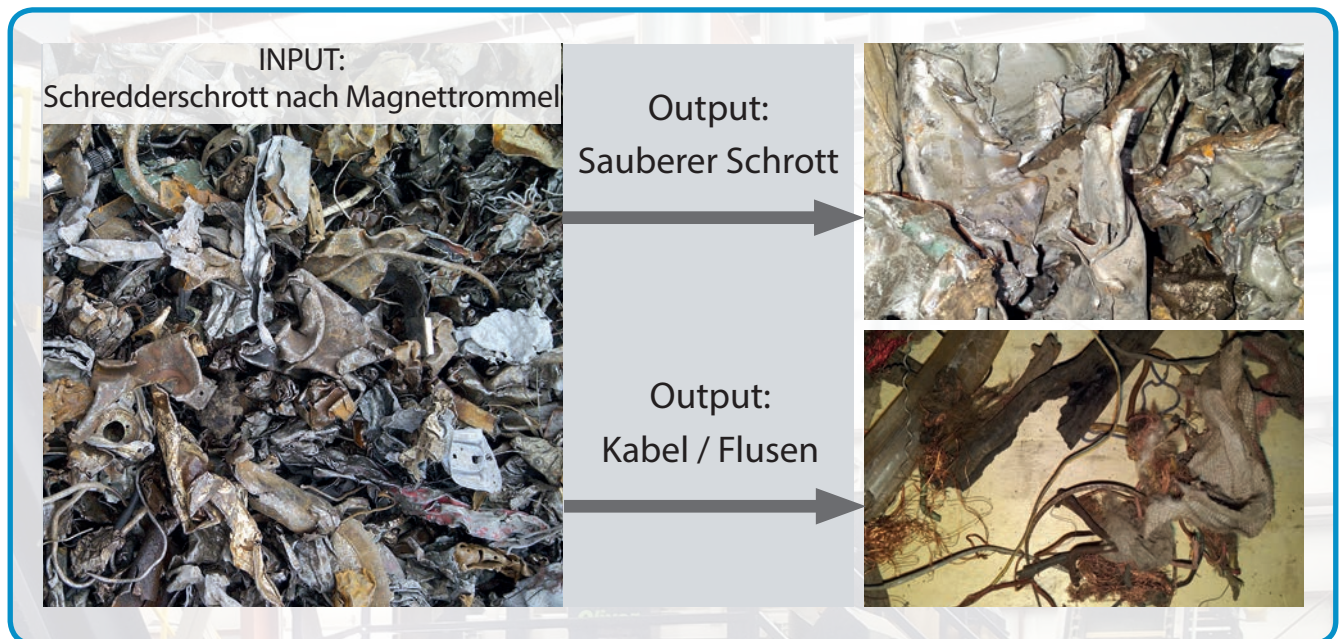 INPUT:
Schredderschrott nach Magnettrommel
Output:
Sauberer Schrott
Output:
Kabel / Flusen